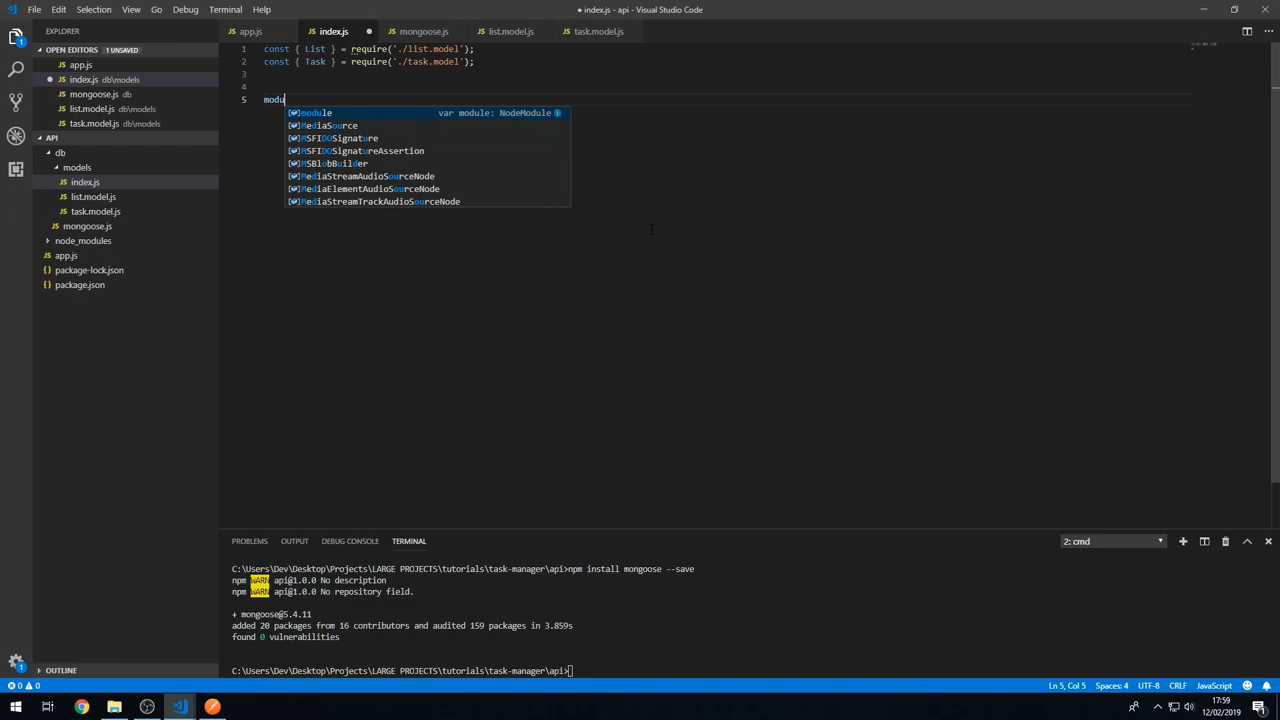 File Edit Selection View Go Debug Terminal Help
● index.js - api - Visual Studio Code
EXPLORER
OPEN EDITORS 1 UNSAVED
JS app.js
● JS index.js db\models
JS mongoose.js db
JS list.model.js db\models
JS task.model.js db\models
API
db
models
JS index.js
JS list.model.js
JS task.model.js
JS mongoose.js
node_modules
JS app.js
{ } package-lock.json
{ } package.json
OUTLINE
JS app.js JS index.js ● JS mongoose.js JS list.model.js JS task.model.js
1 const { List } = require('./list.model');
2 const { Task } = require('./task.model');
3
4
5 modu
module var module: NodeModule
MediaSource
MSFIDOSignature
MSFIDOSignatureAssertion
MSBlobBuilder
MediaStreamAudioSourceNode
MediaElementAudioSourceNode
MediaStreamTrackAudioSourceNode
PROBLEMS OUTPUT DEBUG CONSOLE TERMINAL 2: cmd
C:\Users\Dev\Desktop\Projects\LARGE PROJECTS\tutorials\task-manager\api>npm install mongoose --save
npm WARN api@1.0.0 No description
npm WARN api@1.0.0 No repository field.
+ mongoose@5.4.11
added 20 packages from 16 contributors and audited 159 packages in 3.859s
found 0 vulnerabilities
C:\Users\Dev\Desktop\Projects\LARGE PROJECTS\tutorials\task-manager\api>
0 0 Ln 5, Col 5 Spaces: 4 UTF-8 CRLF JavaScript 1
17:59
12/02/2019